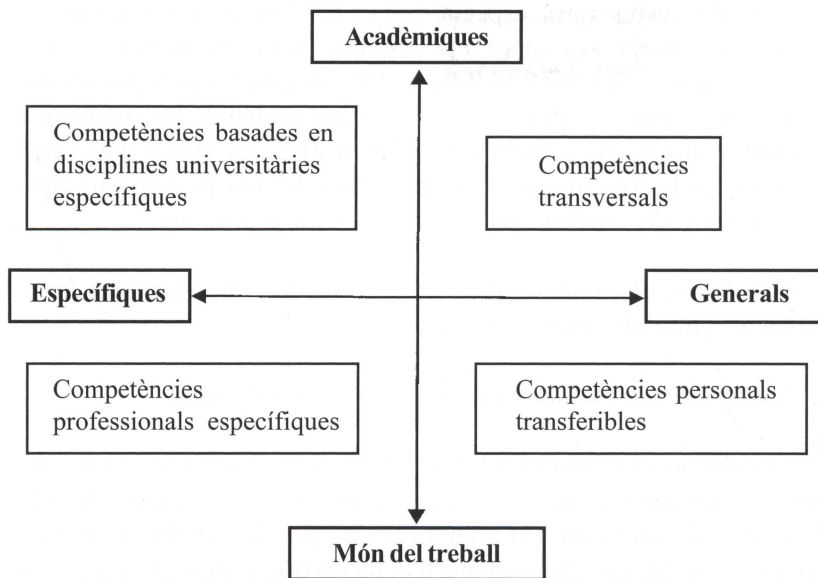 Acadèmiques
Competències basades en
disciplines universitàries
específiques
Competències
transversals
Específiques
Generals
Competències
professionals específiques
Competències personals
transferibles
Món del treball